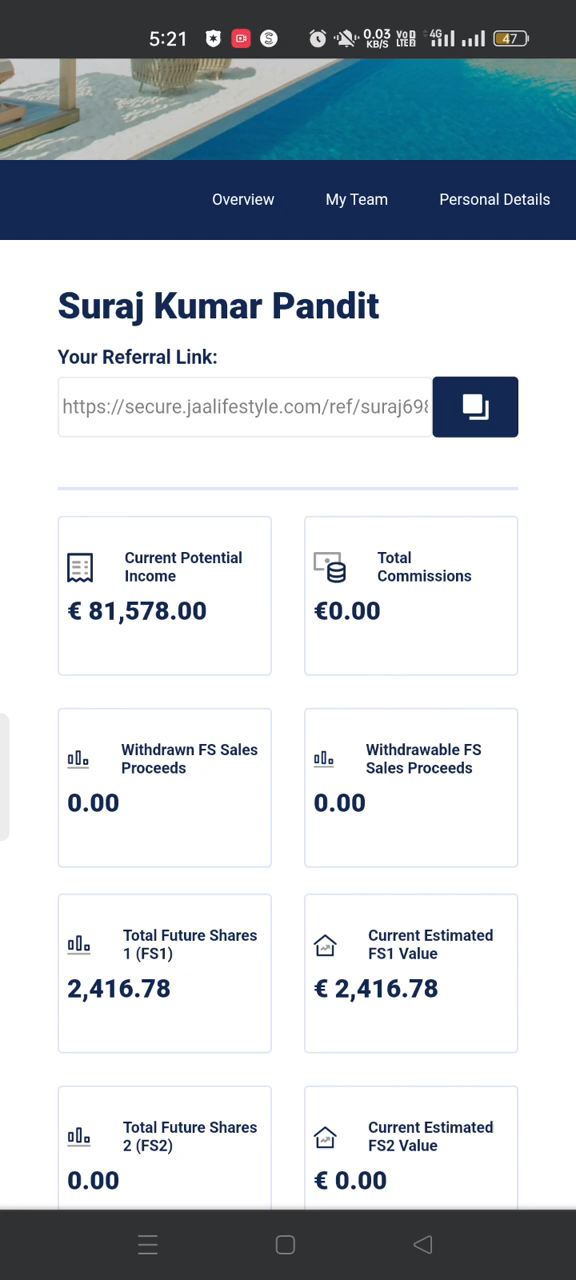 5:21
0.03
KB/S
4G
47
Overview
My Team
Personal Details
Suraj Kumar Pandit
Your Referral Link:
https://secure.jaalifestyle.com/ref/suraj698
Current Potential
Income
€ 81,578.00
Total
Commissions
€0.00
Withdrawn FS Sales
Proceeds
0.00
Withdrawable FS
Sales Proceeds
0.00
Total Future Shares
1 (FS1)
2,416.78
Current Estimated
FS1 Value
€ 2,416.78
Total Future Shares
2 (FS2)
0.00
Current Estimated
FS2 Value
€ 0.00